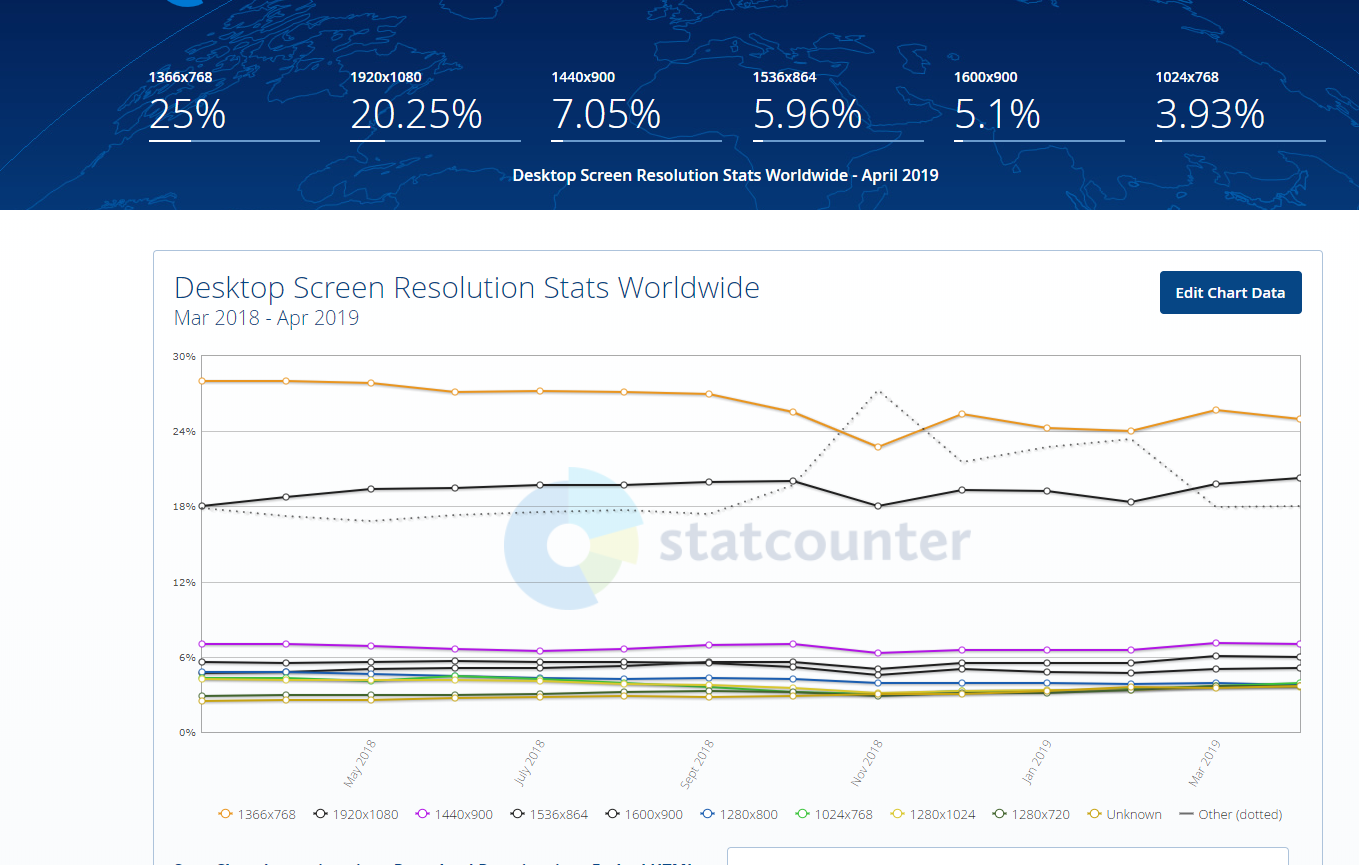 1366x768 1920x1080 1440x900 1536x864 1600x900 1024x768
25% 20.25% 7.05% 5.96% 5.1% 3.93%
Desktop Screen Resolution Stats Worldwide - April 2019
Desktop Screen Resolution Stats Worldwide
Edit Chart Data
Mar 2018 - Apr 2019
30%
24%
18%
statcounter
12%
6%
0%
May 2018 July 2018 Sept 2018 Nov 2018 Jan 2019 Mar 2019
1366x768 1920x1080 1440x900 1536x864 1600x900 1280x800 1024x768 1280x1024 1280x720 Unknown Other (dotted)